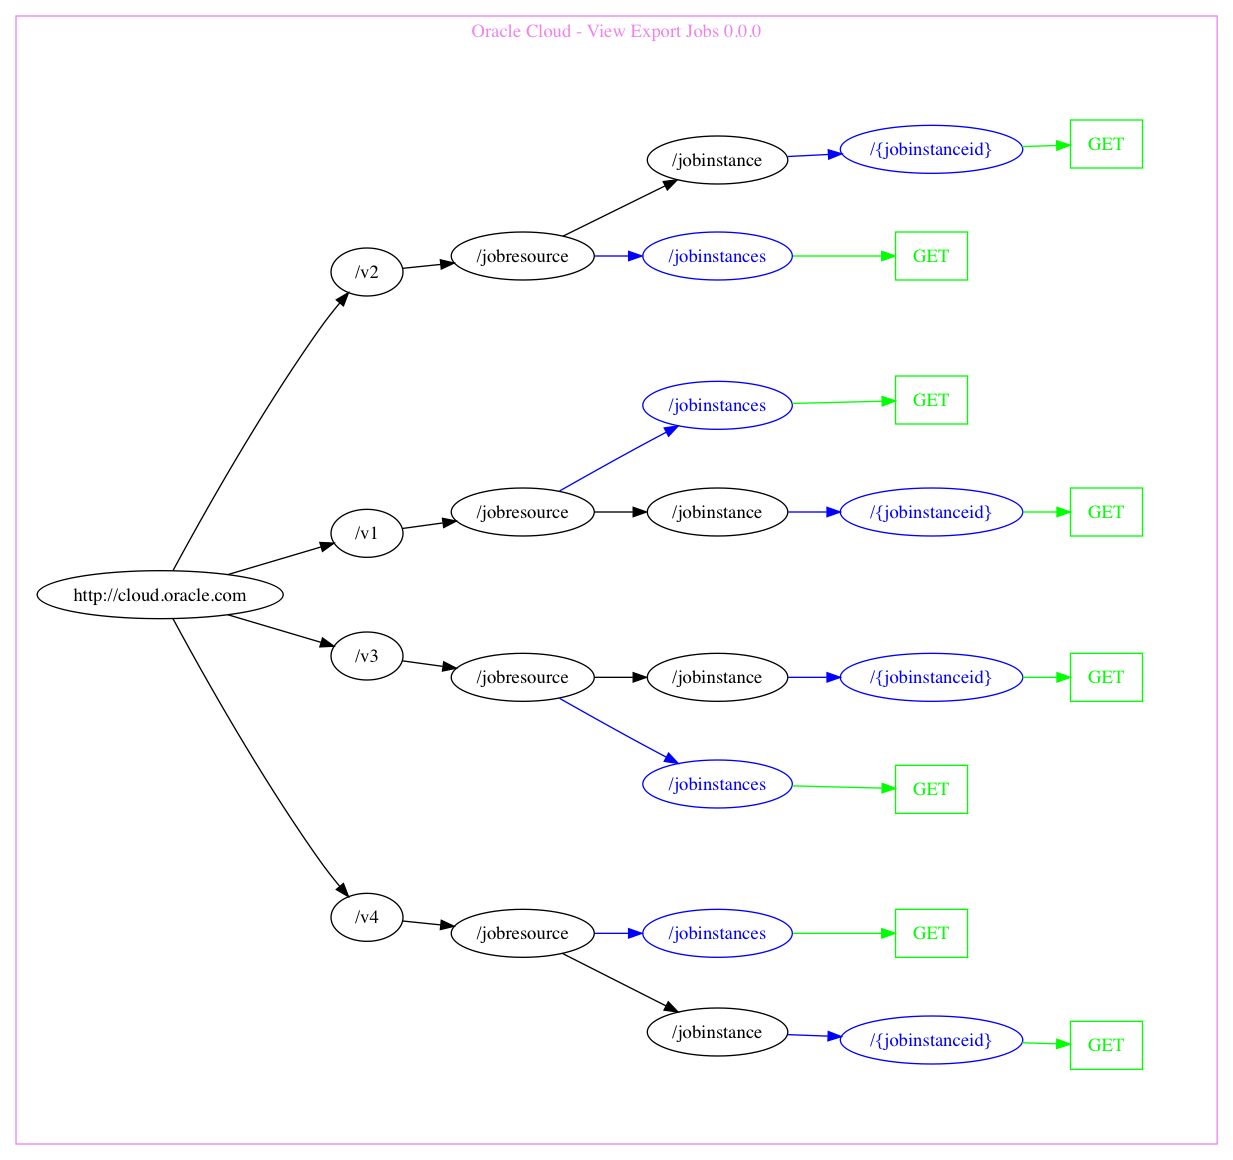 Oracle Cloud - View Export Jobs 0.0.0
/jobinstance
/{jobinstanceid}
GET
/v2
/jobresource
/jobinstances
GET
/jobinstances
GET
/v1
/jobresource
/jobinstance
/{jobinstanceid}
GET
http://cloud.oracle.com
/v3
/jobresource
/jobinstance
/{jobinstanceid}
GET
/jobinstances
GET
/v4
/jobresource
/jobinstances
GET
/jobinstance
/{jobinstanceid}
GET